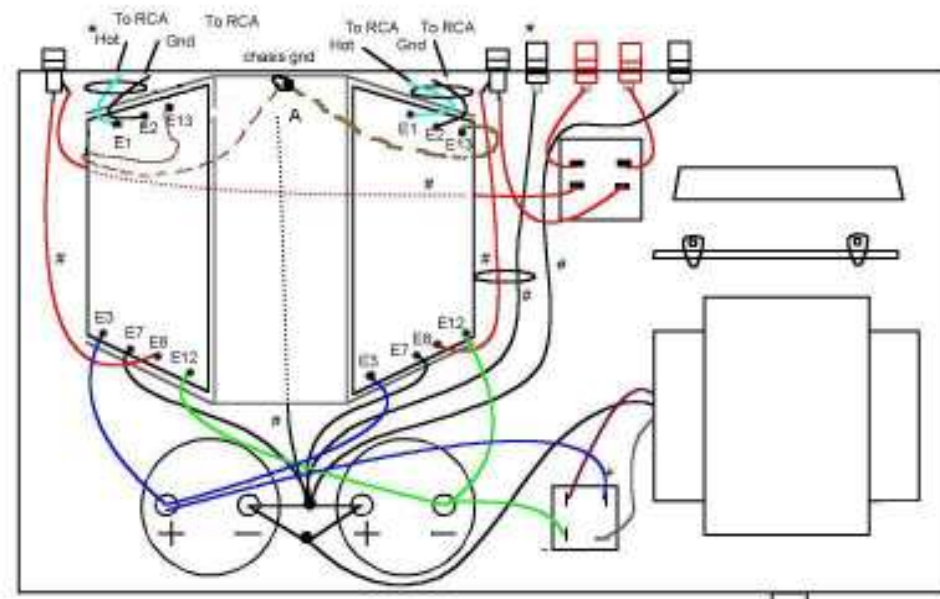 * To RCA
Hot
Gnd
To RCA
chasis gnd
To RCA
Hot
To RCA
Gnd
*
E1
E2
E13
A
E1
E2
E13
#
#
#
#
#
E3
E7
E8
E12
E3
E7
E8
E12
#
+
−
+
−
+
-